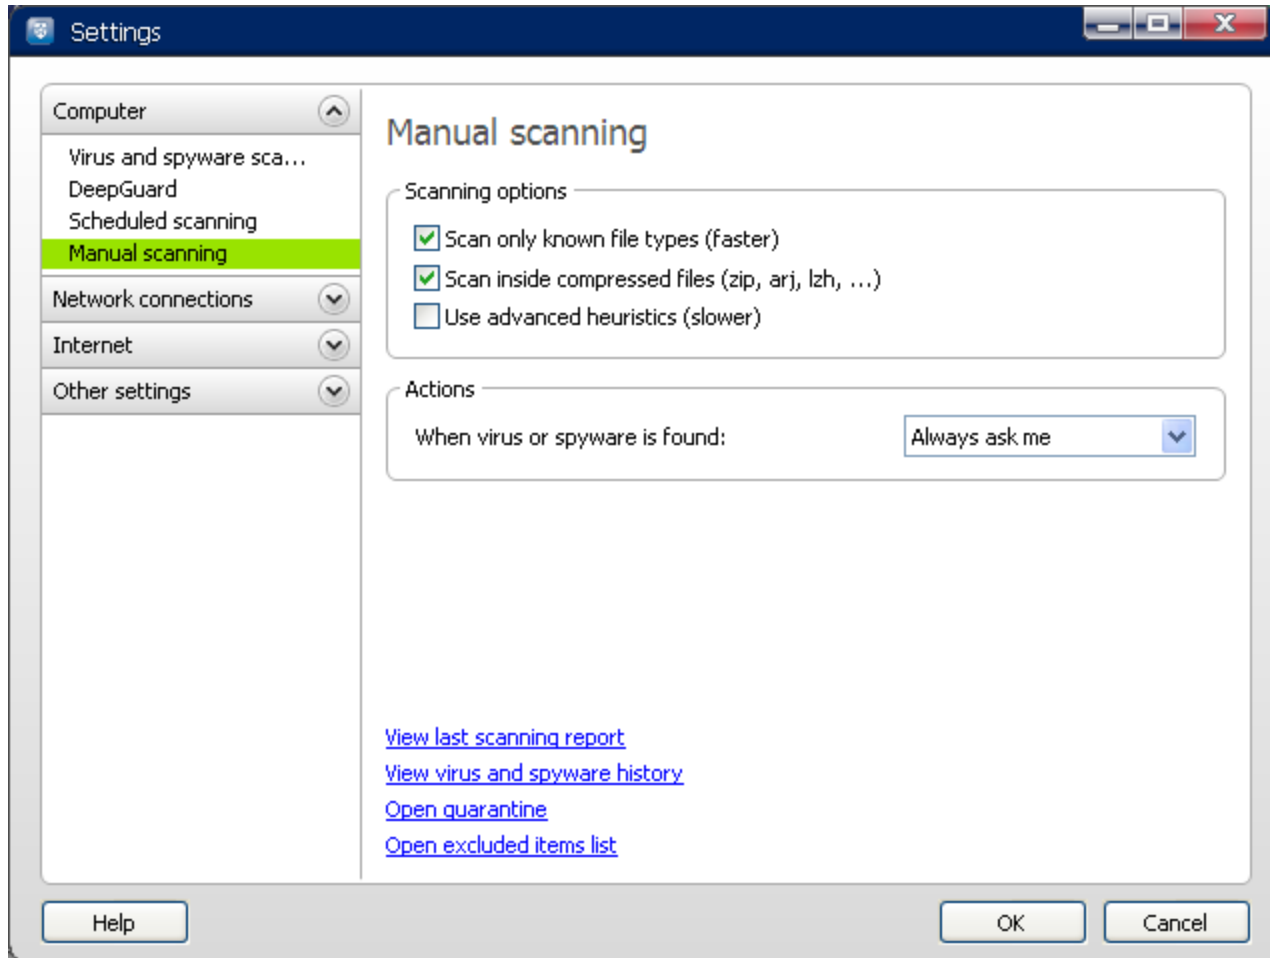 Settings
Computer
Virus and spyware sca...
DeepGuard
Scheduled scanning
Manual scanning
Network connections
Internet
Other settings
Manual scanning
Scanning options
Scan only known file types (faster)
Scan inside compressed files (zip, arj, lzh, ...)
Use advanced heuristics (slower)
Actions
When virus or spyware is found:
Always ask me
View last scanning report
View virus and spyware history
Open quarantine
Open excluded items list
Help
OK
Cancel